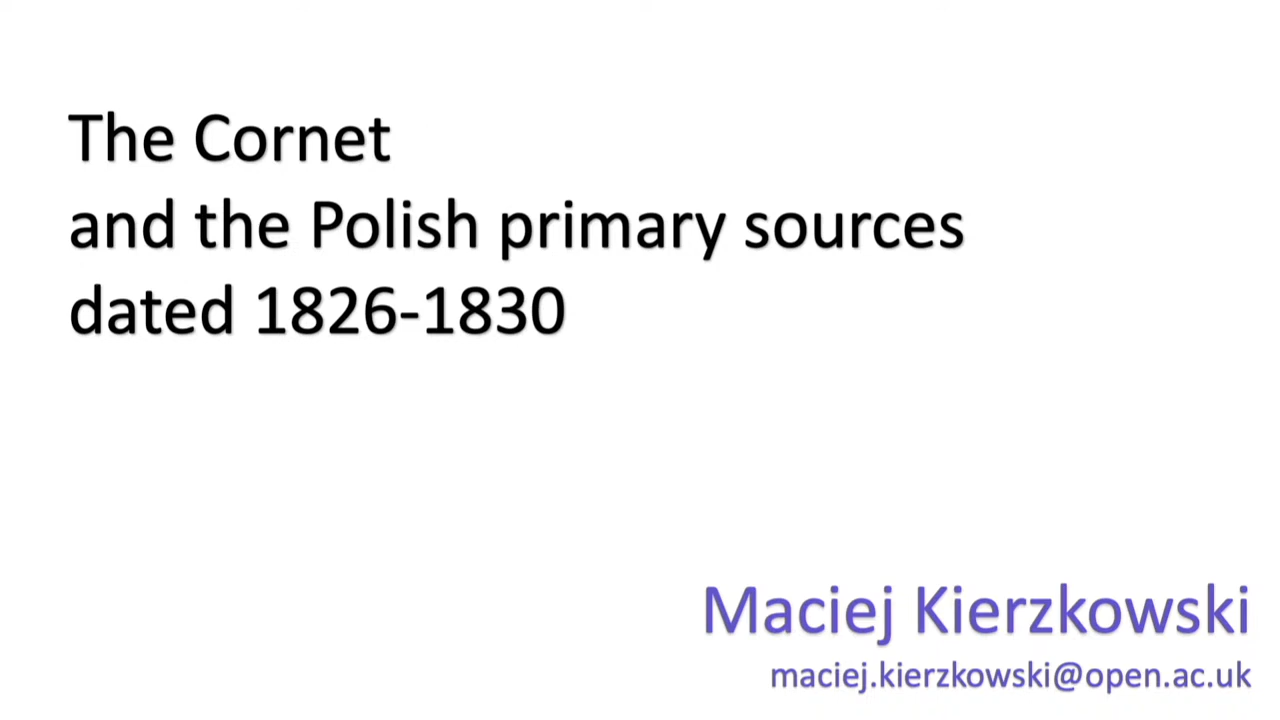 The Cornet
and the Polish primary sources
dated 1826-1830
Maciej Kierzkowski
maciej.kierzkowski@open.ac.uk